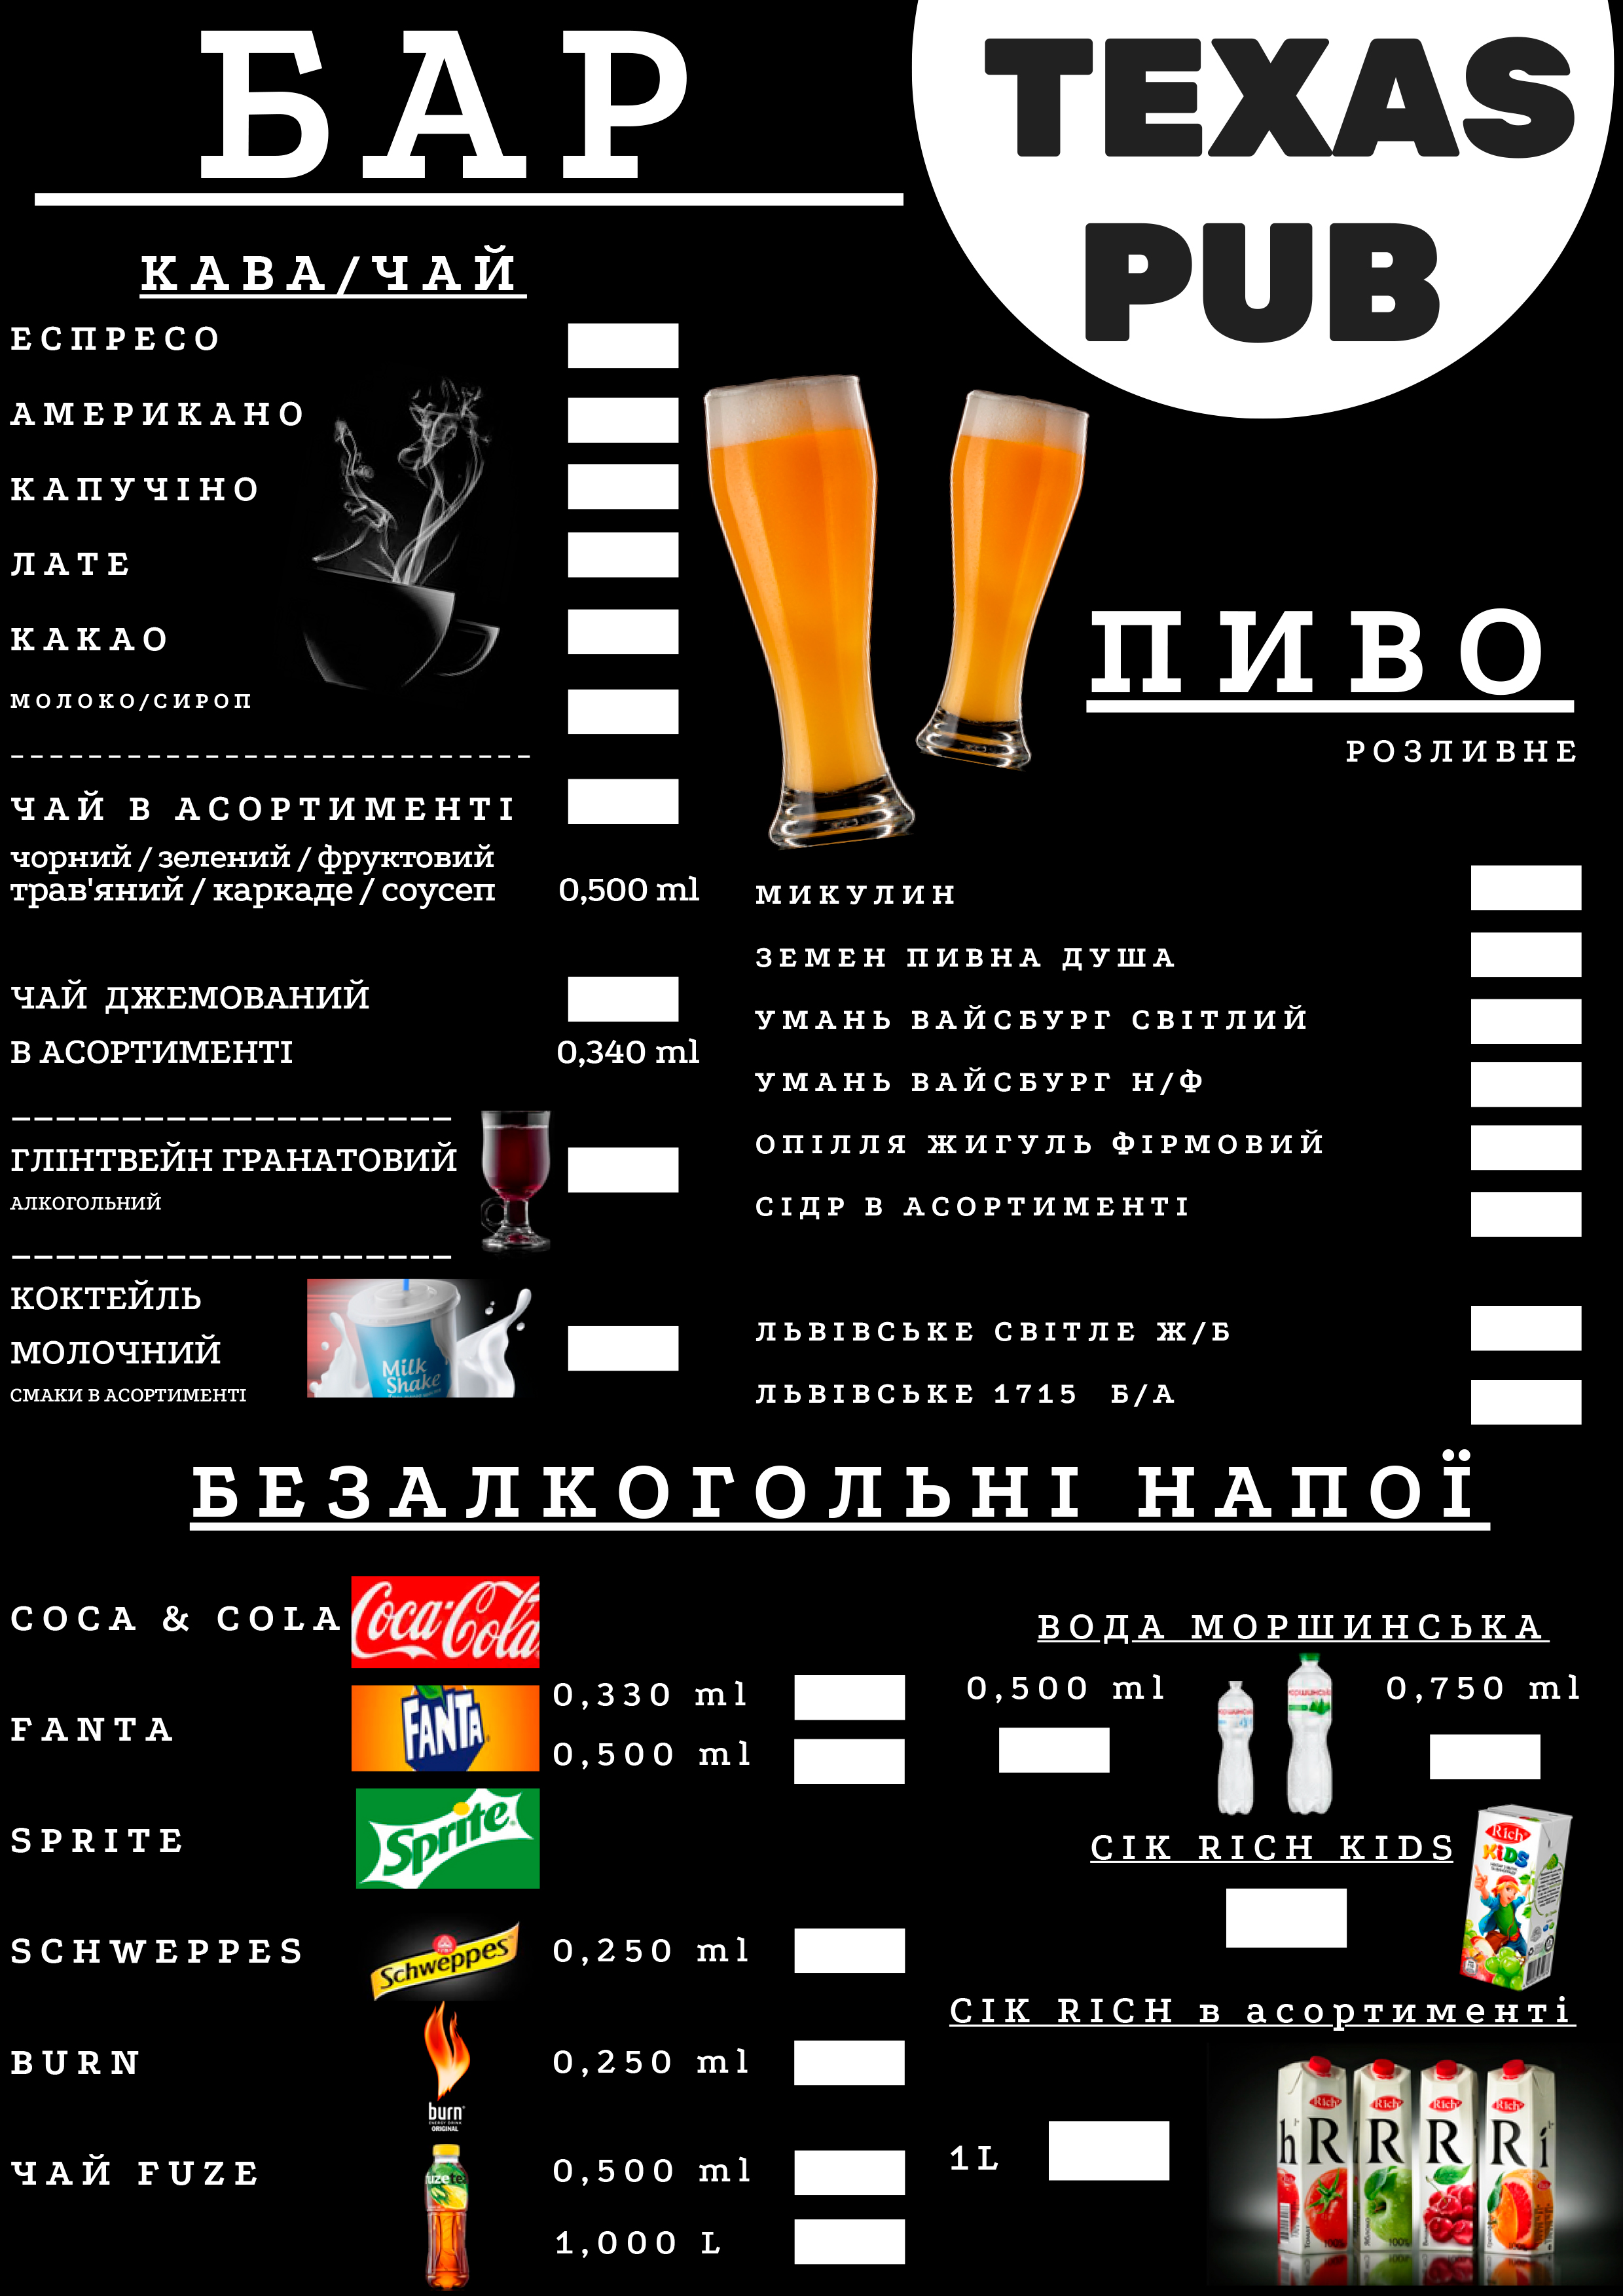 БАР
TEXAS
PUB
КАВА/ЧАЙ
ЕСПРЕСО
АМЕРИКАНО
КАПУЧІНО
ЛАТЕ
КАКАО
МОЛОКО/СИРОП
ЧАЙ В АСОРТИМЕНТІ
чорний / зелений / фруктовий
трав'яний / каркаде / соусеп
0,500 ml
ЧАЙ ДЖЕМОВАНИЙ
В АСОРТИМЕНТІ
0,340 ml
ГЛІНТВЕЙН ГРАНАТОВИЙ
АЛКОГОЛЬНИЙ
КОКТЕЙЛЬ
МОЛОЧНИЙ
СМАКИ В АСОРТИМЕНТІ
Milk
Shake
ПИВО
РОЗЛИВНЕ
МИКУЛИН
ЗЕМЕН ПИВНА ДУША
УМАНЬ ВАЙСБУРГ СВІТЛИЙ
УМАНЬ ВАЙСБУРГ Н/Ф
ОПІЛЛЯ ЖИГУЛЬ ФІРМОВИЙ
СІДР В АСОРТИМЕНТІ
ЛЬВІВСЬКЕ СВІТЛЕ Ж/Б
ЛЬВІВСЬКЕ 1715 Б/А
БЕЗАЛКОГОЛЬНІ НАПОЇ
COCA & COLA
Coca-Cola
FANTA
FANTA
0,330 ml
0,500 ml
SPRITE
Sprite
SCHWEPPES
Schweppes
0,250 ml
BURN
burn
ENERGY DRINK
ORIGINAL
0,250 ml
ЧАЙ FUZE
fuzetea
0,500 ml
1,000 L
ВОДА МОРШИНСЬКА
0,500 ml
0,750 ml
СІК RICH KIDS
Rich
KiDS
СІК RICH в асортименті
1L
Rich
Rich
Rich
Rich
h R R R Ri
100%
100%